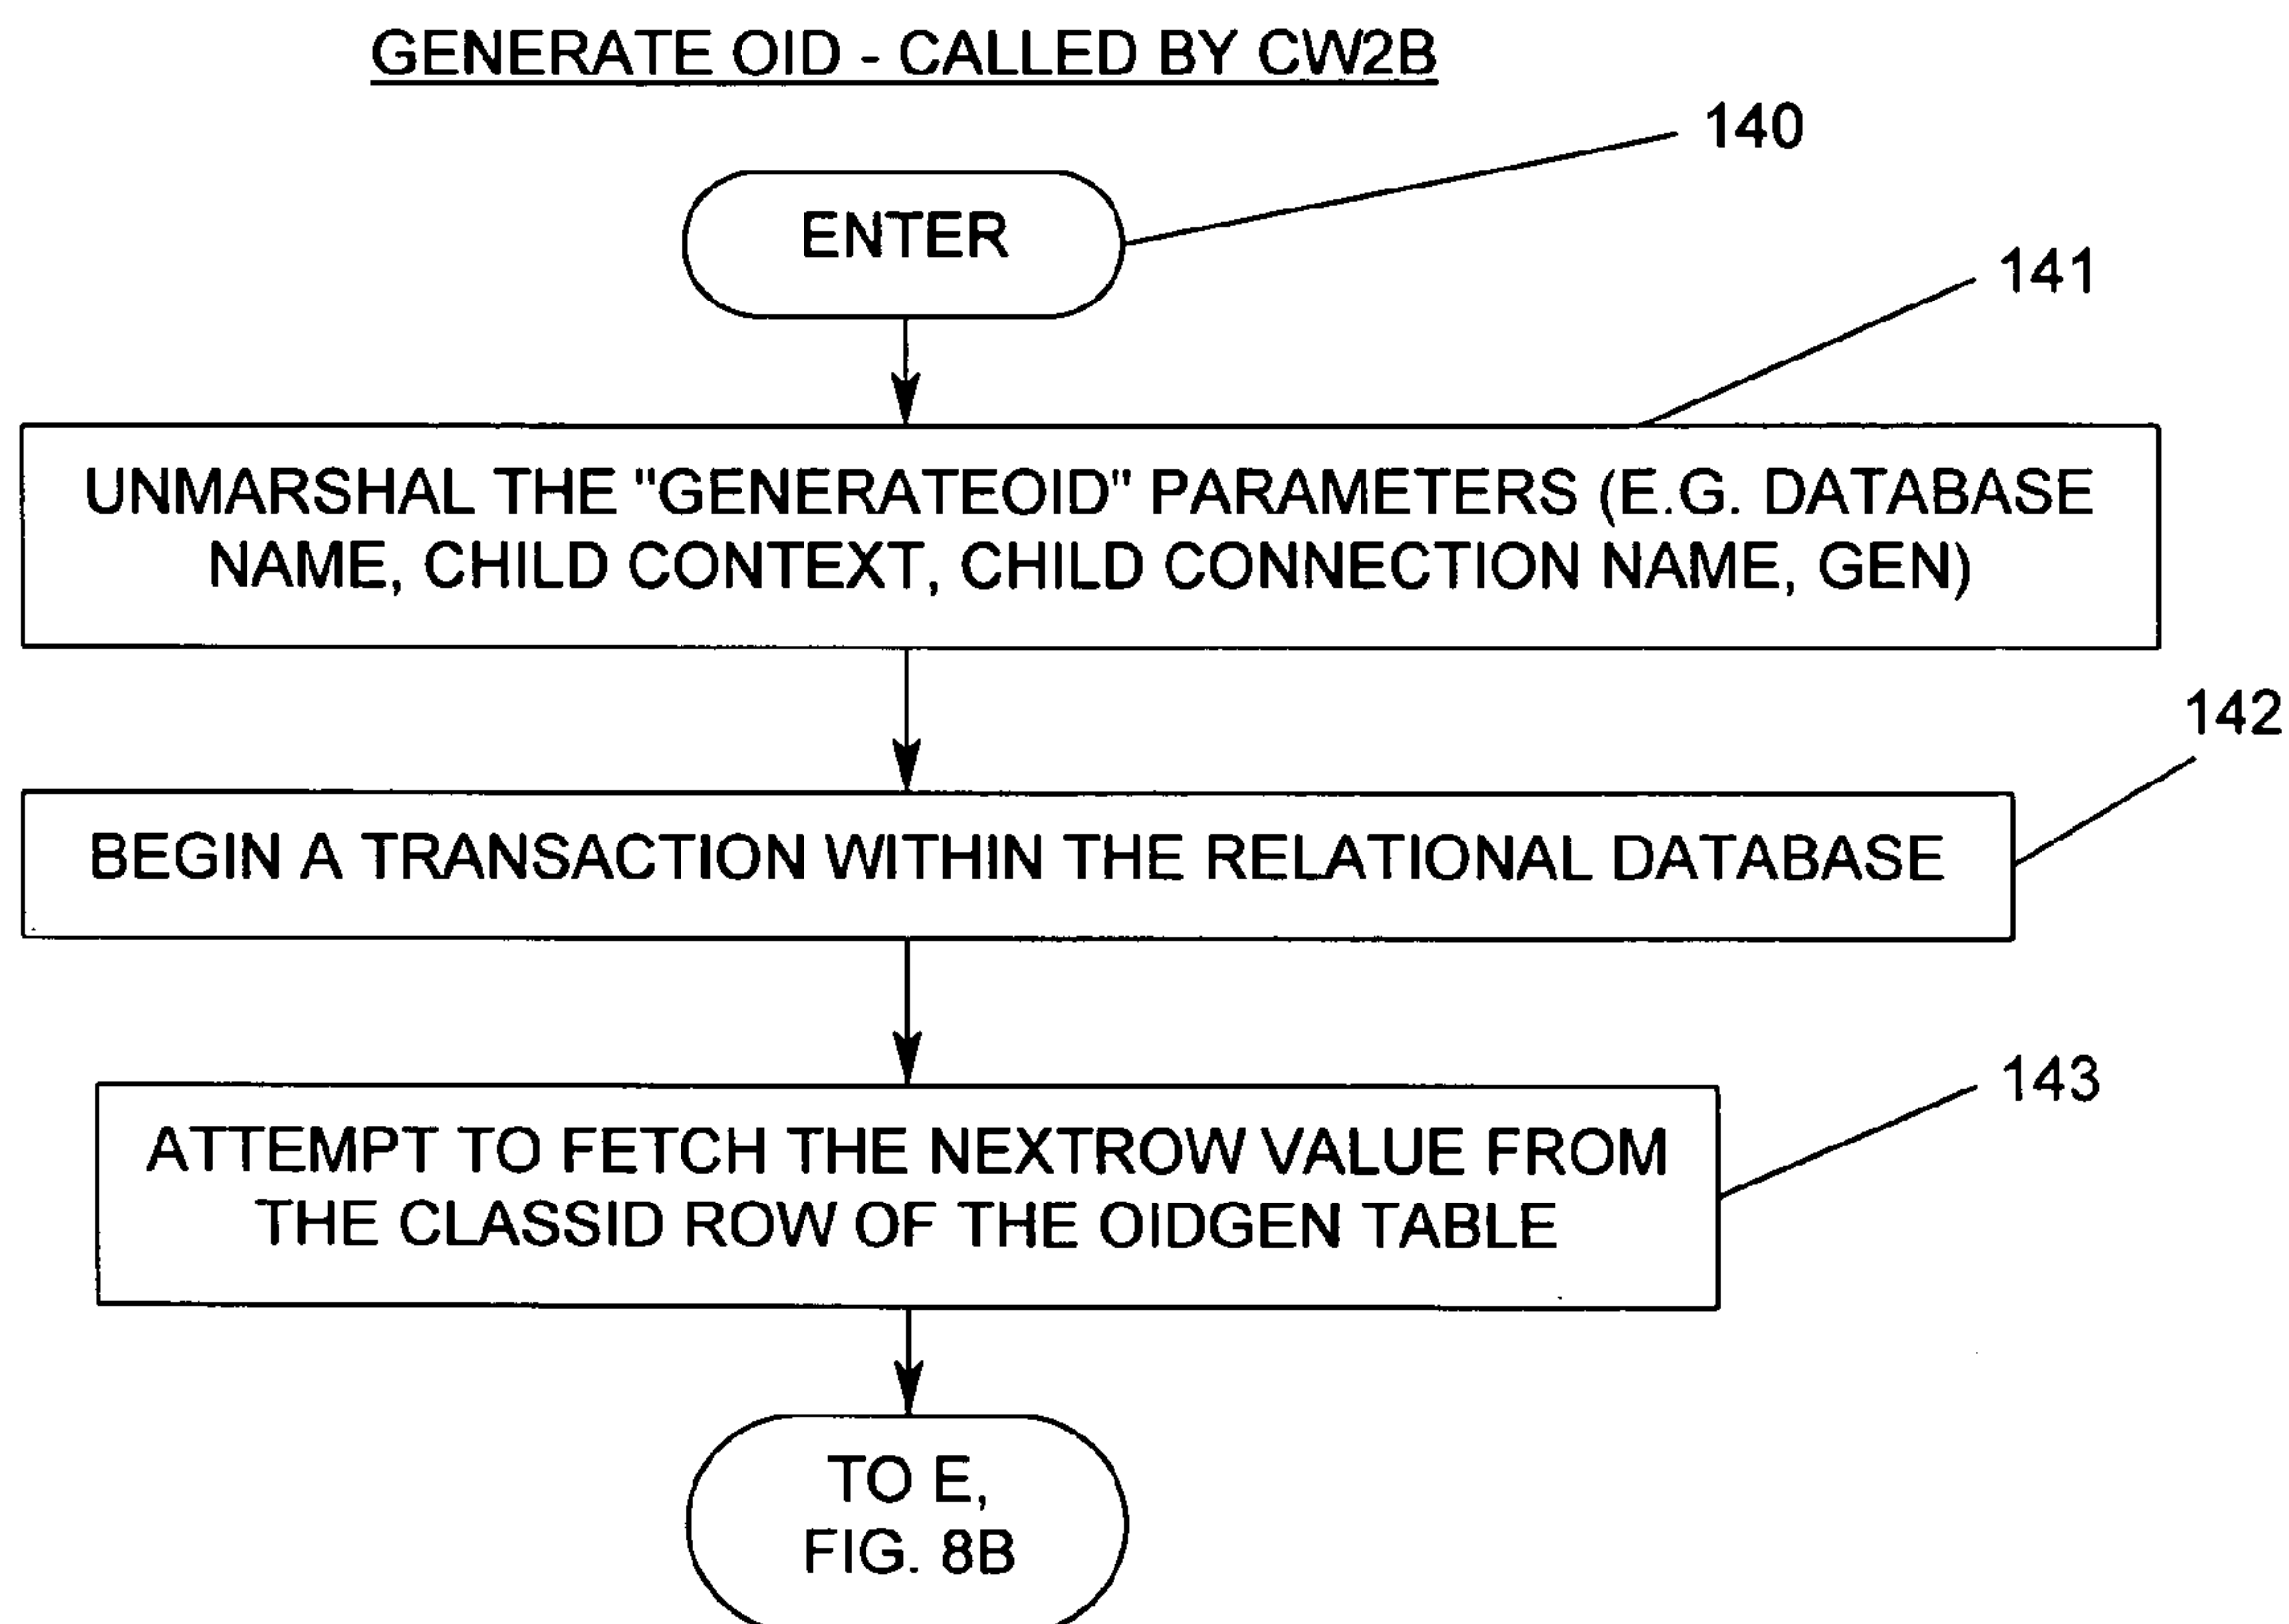 GENERATE OID - CALLED BY CW2B
140
ENTER
141
UNMARSHAL THE "GENERATEOID" PARAMETERS (E.G. DATABASE
NAME, CHILD CONTEXT, CHILD CONNECTION NAME, GEN)
142
BEGIN A TRANSACTION WITHIN THE RELATIONAL DATABASE
143
ATTEMPT TO FETCH THE NEXTROW VALUE FROM
THE CLASSID ROW OF THE OIDGEN TABLE
TO E,
FIG. 8B